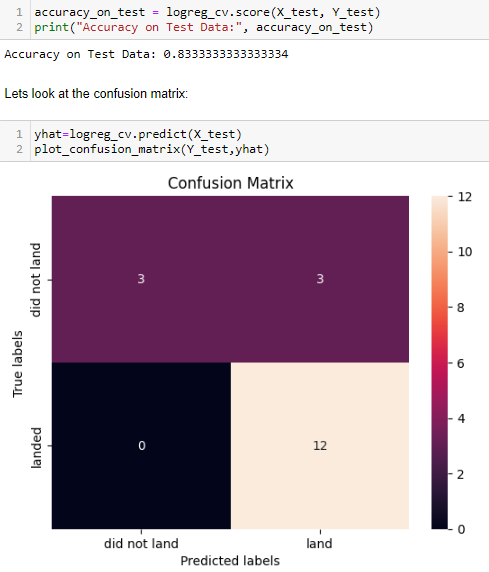 1 accuracy_on_test = logreg_cv.score(X_test, Y_test)
2 print("Accuracy on Test Data:", accuracy_on_test)
Accuracy on Test Data: 0.8333333333333334
Lets look at the confusion matrix:
1 yhat=logreg_cv.predict(X_test)
2 plot_confusion_matrix(Y_test,yhat)
Confusion Matrix
True labels
did not land
3
3
landed
0
12
did not land
land
Predicted labels
12
10
8
6
4
2
0